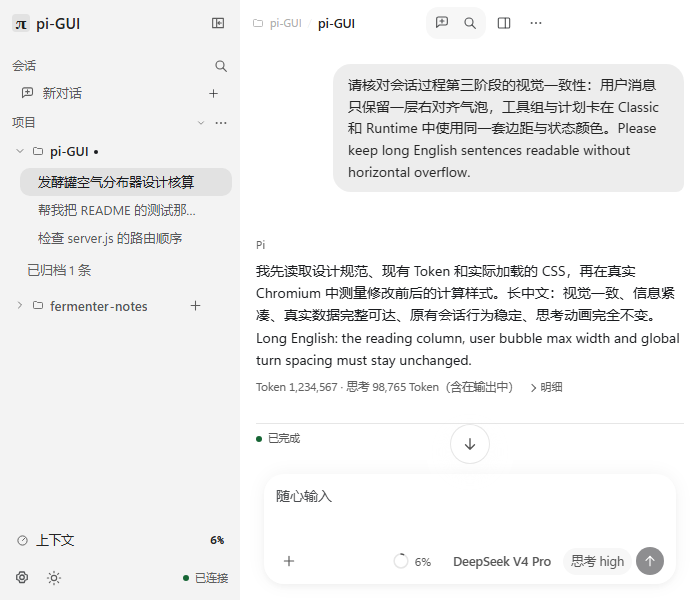 π pi-GUI
会话
新对话
项目
pi-GUI
发酵罐空气分布器设计核算
帮我把 README 的测试那...
检查 server.js 的路由顺序
已归档 1 条
fermenter-notes
上下文 6%
已连接
pi-GUI / pi-GUI
请核对会话过程第三阶段的视觉一致性：用户消息
只保留一层右对齐气泡，工具组与计划卡在 Classic
和 Runtime 中使用同一套边距与状态颜色。Please
keep long English sentences readable without
horizontal overflow.
Pi
我先读取设计规范、现有 Token 和实际加载的 CSS，再在真实
Chromium 中测量修改前后的计算样式。长中文：视觉一致、信息紧
凑、真实数据完整可达、原有会话行为稳定、思考动画完全不变。
Long English: the reading column, user bubble max width and global
turn spacing must stay unchanged.
Token 1,234,567 · 思考 98,765 Token（含在输出中） 明细
已完成
随心输入
6% DeepSeek V4 Pro 思考 high